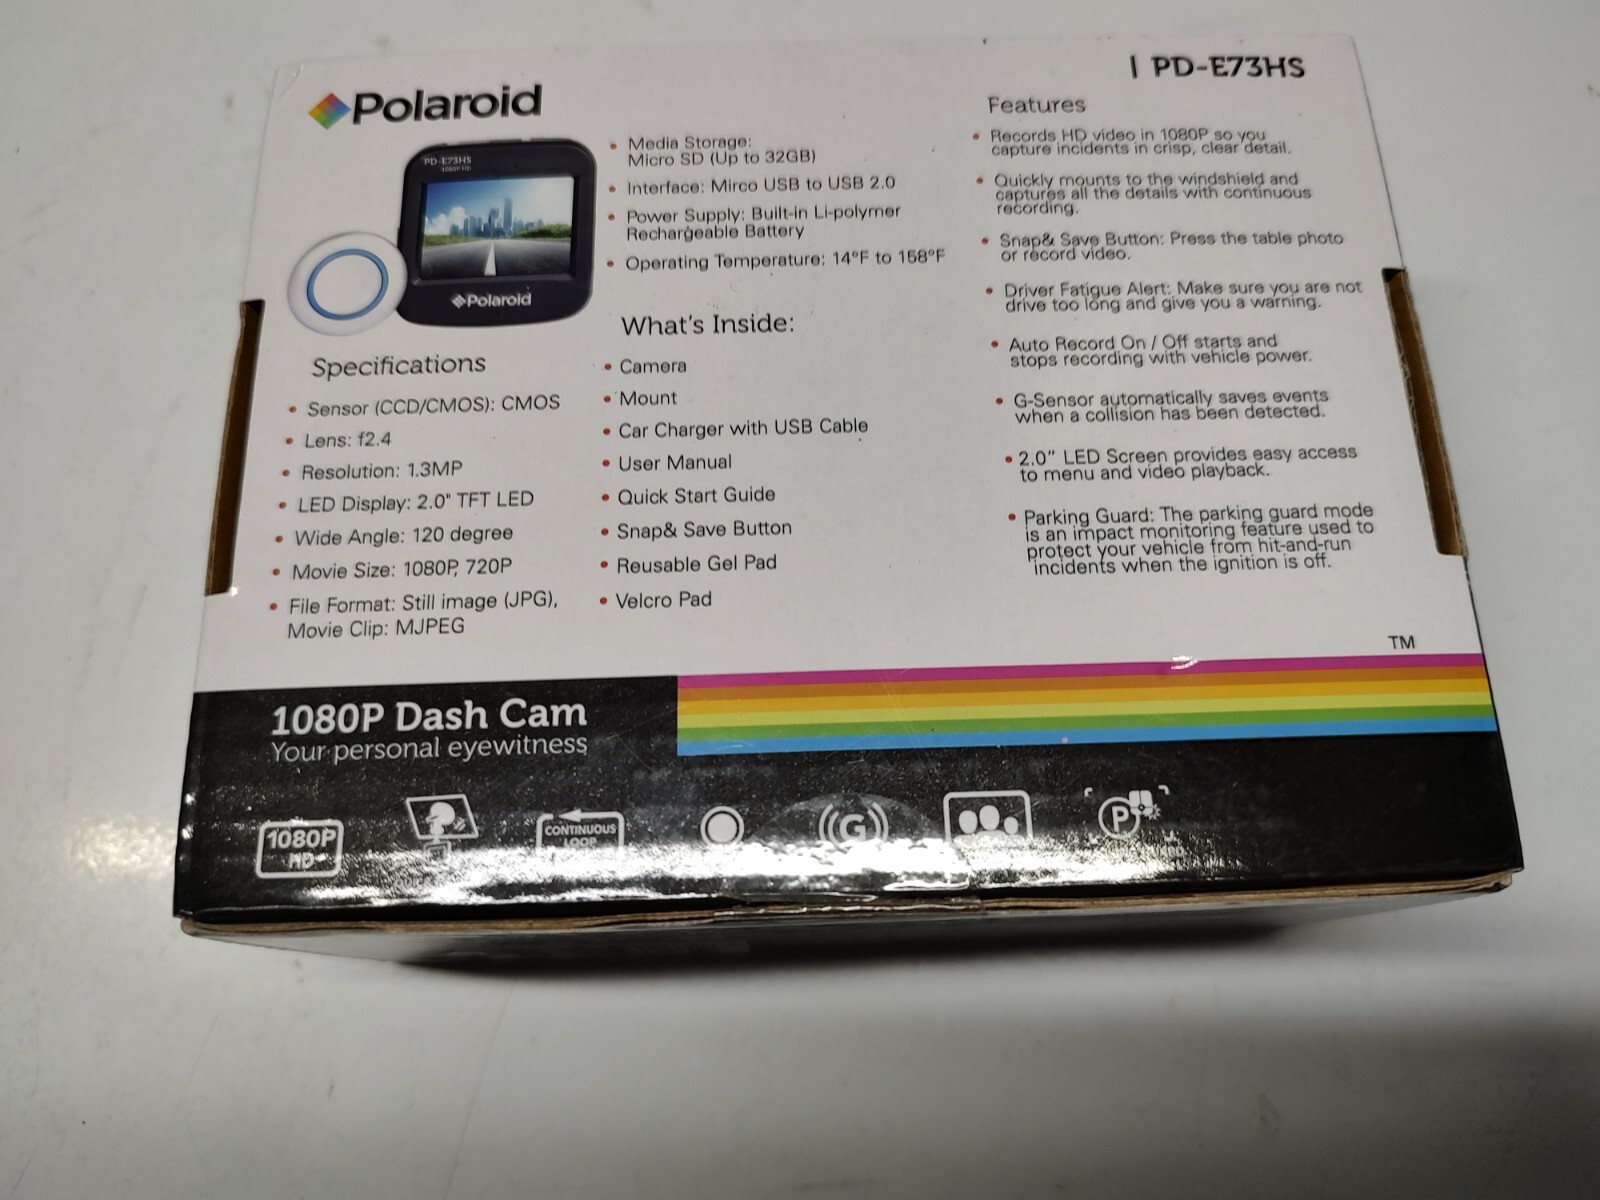 Polaroid
| PD-E73HS
PD-E73HS
1080P HD
Polaroid
Specifications
• Sensor (CCD/CMOS): CMOS
• Lens: f2.4
• Resolution: 1.3MP
• LED Display: 2.0" TFT LED
• Wide Angle: 120 degree
• Movie Size: 1080P, 720P
• File Format: Still image (JPG),
Movie Clip: MJPEG
• Media Storage:
Micro SD (Up to 32GB)
• Interface: Mirco USB to USB 2.0
• Power Supply: Built-in Li-polymer
Rechargeable Battery
• Operating Temperature: 14°F to 158°F
What's Inside:
• Camera
• Mount
• Car Charger with USB Cable
• User Manual
• Quick Start Guide
• Snap& Save Button
• Reusable Gel Pad
• Velcro Pad
Features
• Records HD video in 1080P so you
capture incidents in crisp, clear detail.
• Quickly mounts to the windshield and
captures all the details with continuous
recording.
• Snap& Save Button: Press the table photo
or record video.
• Driver Fatigue Alert: Make sure you are not
drive too long and give you a warning.
• Auto Record On / Off starts and
stops recording with vehicle power.
• G-Sensor automatically saves events
when a collision has been detected.
• 2.0" LED Screen provides easy access
to menu and video playback.
• Parking Guard: The parking guard mode
is an impact monitoring feature used to
protect your vehicle from hit-and-run
incidents when the ignition is off.
TM
1080P Dash Cam
Your personal eyewitness
1080P
HD
CONTINUOUS
LOOP
G
P